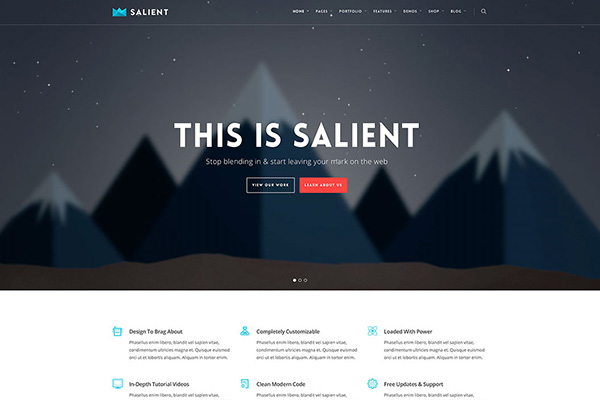 SALIENT
HOME PAGES PORTFOLIO FEATURES DEMOS SHOP BLOG
THIS IS SALIENT
Stop blending in & start leaving your mark on the web
VIEW OUR WORK
LEARN ABOUT US
Design To Brag About
Phasellus enim libero, blandit vel sapien vitae,
condimentum ultricies magna et. Quisque euismod
orci ut et lobortis aliquam. Aliquam in tortor enim.
Completely Customizable
Phasellus enim libero, blandit vel sapien vitae,
condimentum ultricies magna et. Quisque euismod
orci ut et lobortis aliquam. Aliquam in tortor enim.
Loaded With Power
Phasellus enim libero, blandit vel sapien vitae,
condimentum ultricies magna et. Quisque euismod
orci ut et lobortis aliquam. Aliquam in tortor enim.
In-Depth Tutorial Videos
Phasellus enim libero, blandit vel sapien vitae,
Clean Modern Code
Phasellus enim libero, blandit vel sapien vitae,
Free Updates & Support
Phasellus enim libero, blandit vel sapien vitae,